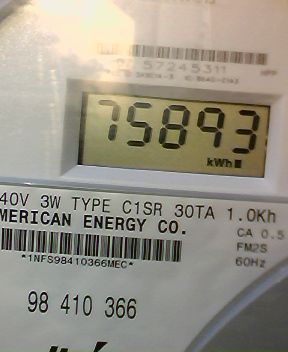 57245311
75893
kWh
40V 3W TYPE C1SR 30TA 1.0Kh
MERICAN ENERGY CO.
CA 0.5
FM2S
60Hz
*1NFS98410366MEC*
98 410 366